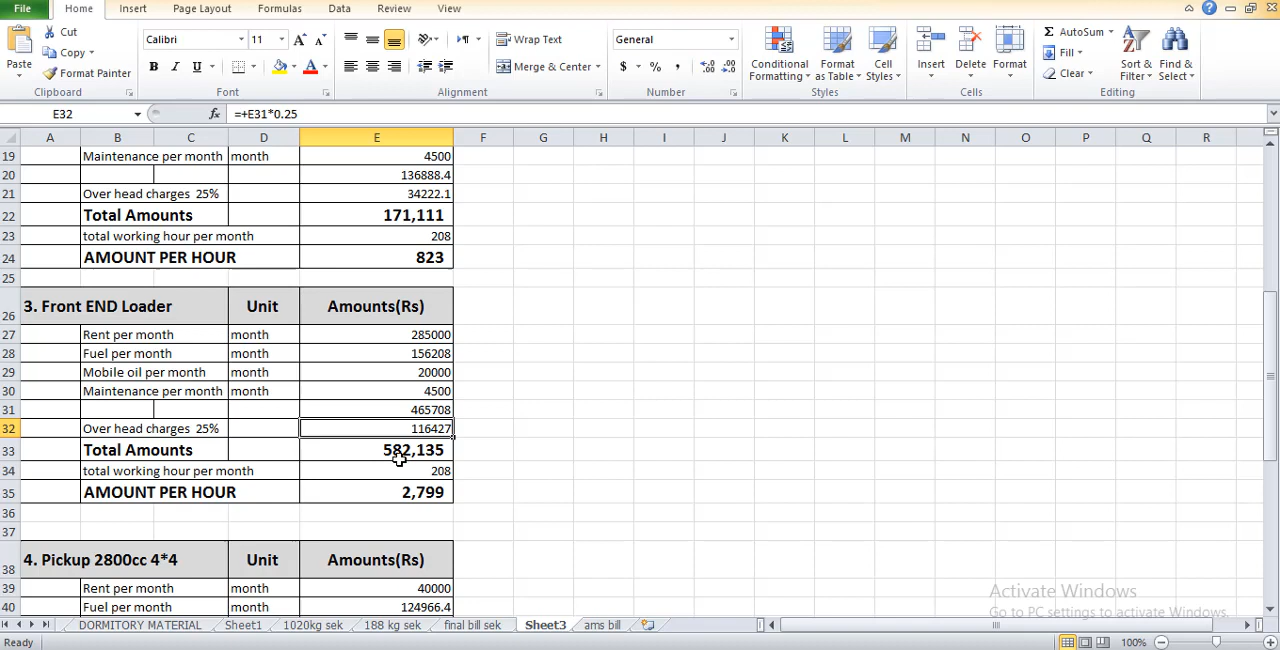 File Home Insert Page Layout Formulas Data Review View
Cut
Copy
Format Painter
Paste
Clipboard
Calibri 11
B I U
Font
Wrap Text
Merge & Center
Alignment
General
$ % ,
Number
Conditional Formatting
Format as Table
Cell Styles
Styles
Insert Delete Format
Cells
Σ AutoSum
Fill
Clear
Sort & Filter
Find & Select
Editing
E32 fx =+E31*0.25
A B C D E F G H I J K L M N O P Q R
19 Maintenance per month month 4500
20 136888.4
21 Over head charges 25% 34222.1
22 Total Amounts 171,111
23 total working hour per month 208
24 AMOUNT PER HOUR 823
25
26 3. Front END Loader Unit Amounts(Rs)
27 Rent per month month 285000
28 Fuel per month month 156208
29 Mobile oil per month month 20000
30 Maintenance per month month 4500
31 465708
32 Over head charges 25% 116427
33 Total Amounts 582,135
34 total working hour per month 208
35 AMOUNT PER HOUR 2,799
36
37
38 4. Pickup 2800cc 4*4 Unit Amounts(Rs)
39 Rent per month month 40000
40 Fuel per month month 124966.4
Activate Windows
Go to PC settings to activate Windows.
DORMITORY MATERIAL Sheet1 1020kg sek 188 kg sek final bill sek Sheet3 ams bill
Ready 100%